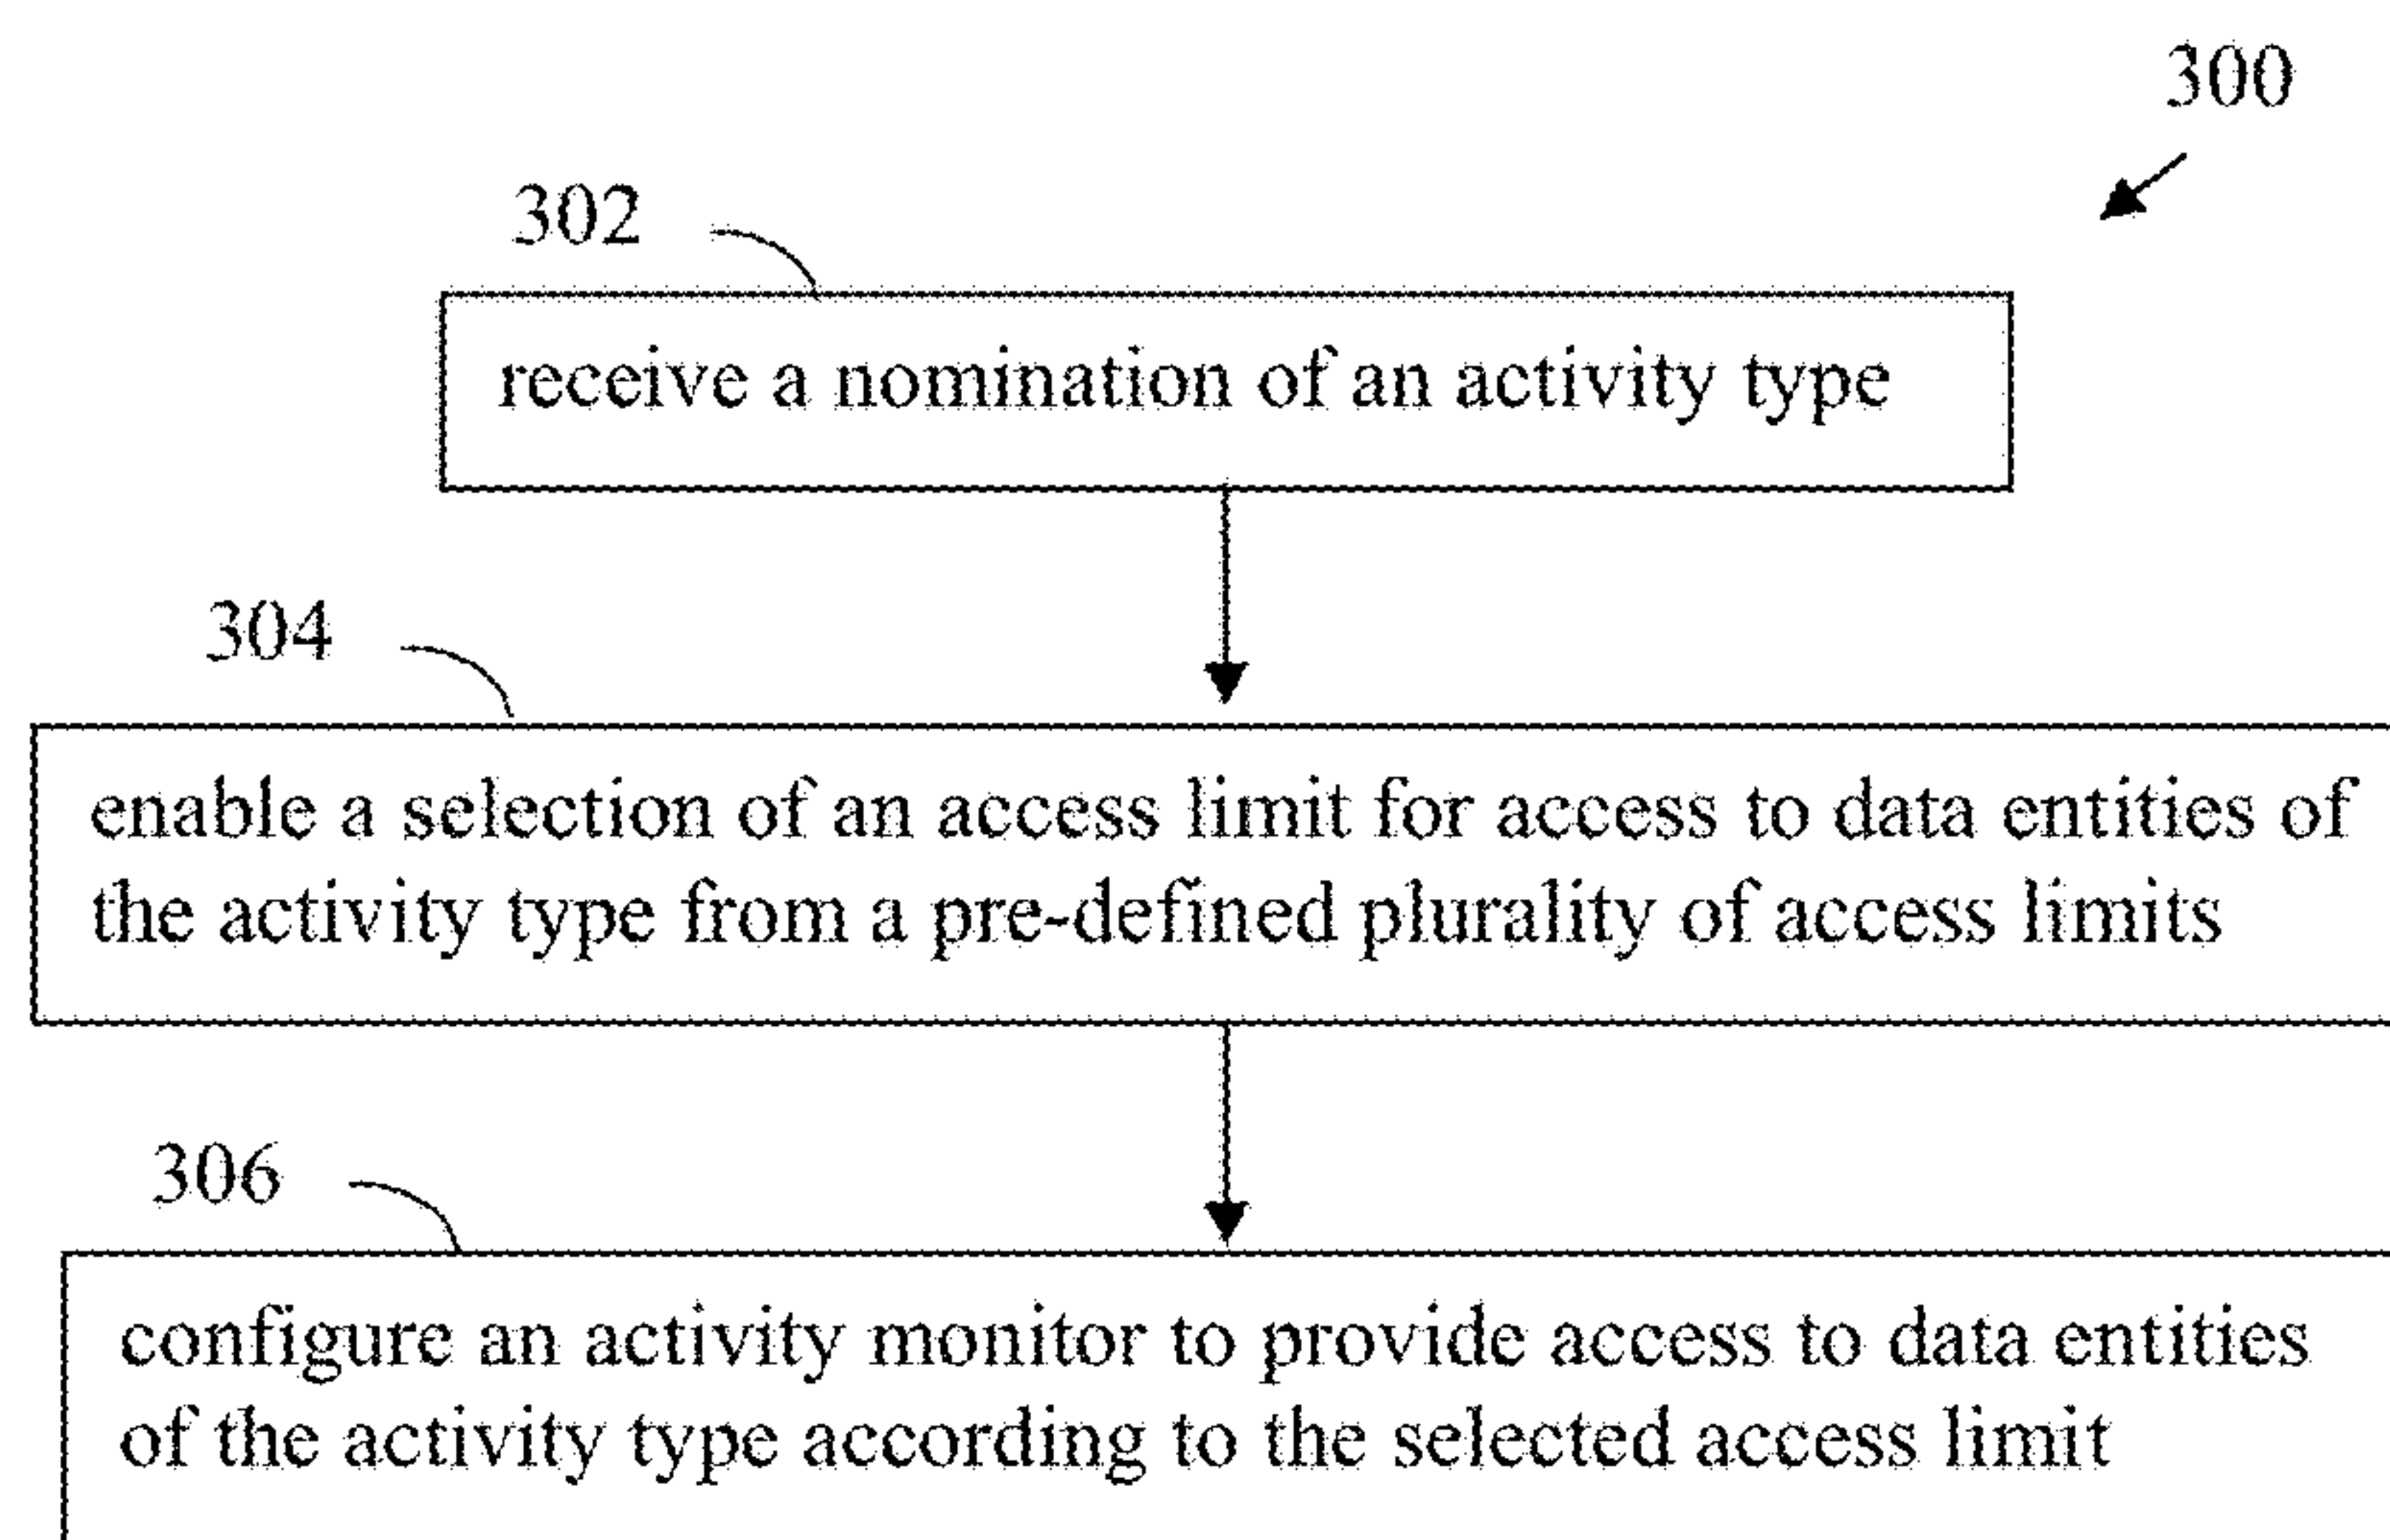 300
302
receive a nomination of an activity type
304
enable a selection of an access limit for access to data entities of
the activity type from a pre-defined plurality of access limits
306
configure an activity monitor to provide access to data entities
of the activity type according to the selected access limit